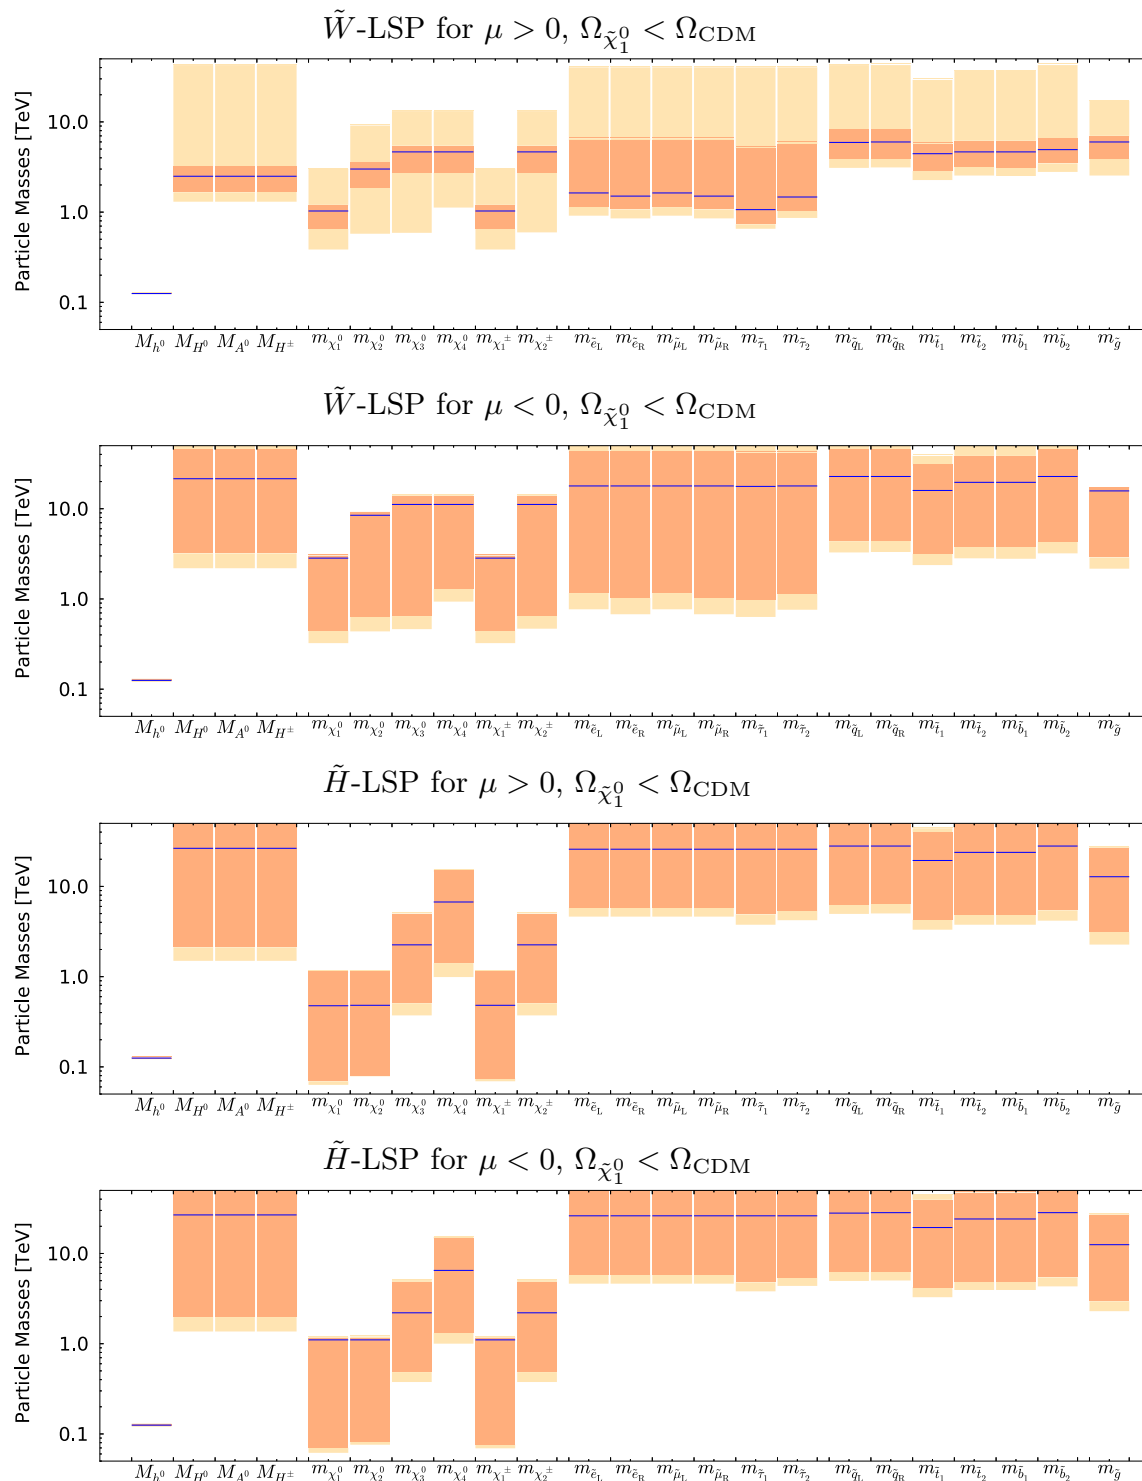 W̃-LSP for μ > 0, Ω_χ̃₁⁰ < Ω_CDM
Particle Masses [TeV]
10.0
1.0
0.1
M_h⁰ M_H⁰ M_A⁰ M_H± m_χ₁⁰ m_χ₂⁰ m_χ₃⁰ m_χ₄⁰ m_χ₁± m_χ₂± m_ẽL m_ẽR m_μ̃L m_μ̃R m_τ̃₁ m_τ̃₂ m_q̃L m_q̃R m_t̃₁ m_t̃₂ m_b̃₁ m_b̃₂ m_g̃
W̃-LSP for μ < 0, Ω_χ̃₁⁰ < Ω_CDM
Particle Masses [TeV]
10.0
1.0
0.1
M_h⁰ M_H⁰ M_A⁰ M_H± m_χ₁⁰ m_χ₂⁰ m_χ₃⁰ m_χ₄⁰ m_χ₁± m_χ₂± m_ẽL m_ẽR m_μ̃L m_μ̃R m_τ̃₁ m_τ̃₂ m_q̃L m_q̃R m_t̃₁ m_t̃₂ m_b̃₁ m_b̃₂ m_g̃
H̃-LSP for μ > 0, Ω_χ̃₁⁰ < Ω_CDM
Particle Masses [TeV]
10.0
1.0
0.1
M_h⁰ M_H⁰ M_A⁰ M_H± m_χ₁⁰ m_χ₂⁰ m_χ₃⁰ m_χ₄⁰ m_χ₁± m_χ₂± m_ẽL m_ẽR m_μ̃L m_μ̃R m_τ̃₁ m_τ̃₂ m_q̃L m_q̃R m_t̃₁ m_t̃₂ m_b̃₁ m_b̃₂ m_g̃
H̃-LSP for μ < 0, Ω_χ̃₁⁰ < Ω_CDM
Particle Masses [TeV]
10.0
1.0
0.1
M_h⁰ M_H⁰ M_A⁰ M_H± m_χ₁⁰ m_χ₂⁰ m_χ₃⁰ m_χ₄⁰ m_χ₁± m_χ₂± m_ẽL m_ẽR m_μ̃L m_μ̃R m_τ̃₁ m_τ̃₂ m_q̃L m_q̃R m_t̃₁ m_t̃₂ m_b̃₁ m_b̃₂ m_g̃